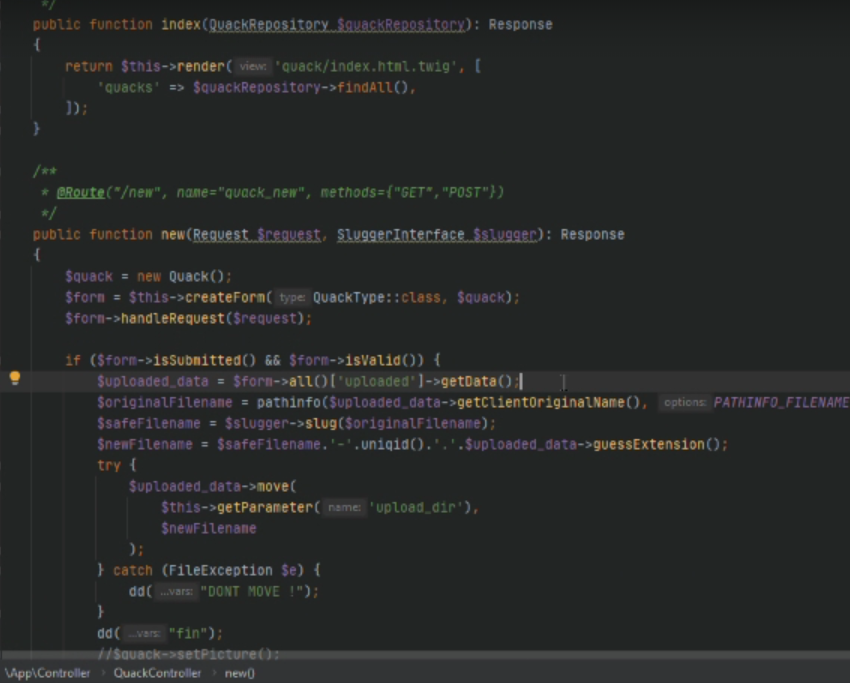 */
public function index(QuackRepository $quackRepository): Response
{
return $this->render( view: 'quack/index.html.twig', [
'quacks' => $quackRepository->findAll(),
]);
}
/**
* @Route("/new", name="quack_new", methods={"GET","POST"})
*/
public function new(Request $request, SluggerInterface $slugger): Response
{
$quack = new Quack();
$form = $this->createForm( type: QuackType::class, $quack);
$form->handleRequest($request);
if ($form->isSubmitted() && $form->isValid()) {
$uploaded_data = $form->all()['uploaded']->getData();
$originalFilename = pathinfo($uploaded_data->getClientOriginalName(), options: PATHINFO_FILENAME
$safeFilename = $slugger->slug($originalFilename);
$newFilename = $safeFilename.'-'.uniqid().'.'.$uploaded_data->guessExtension();
try {
$uploaded_data->move(
$this->getParameter( name: 'upload_dir'),
$newFilename
);
} catch (FileException $e) {
dd( ...vars: "DONT MOVE !");
}
dd( ...vars: "fin");
//$quack->setPicture();
\App\Controller › QuackController › new()